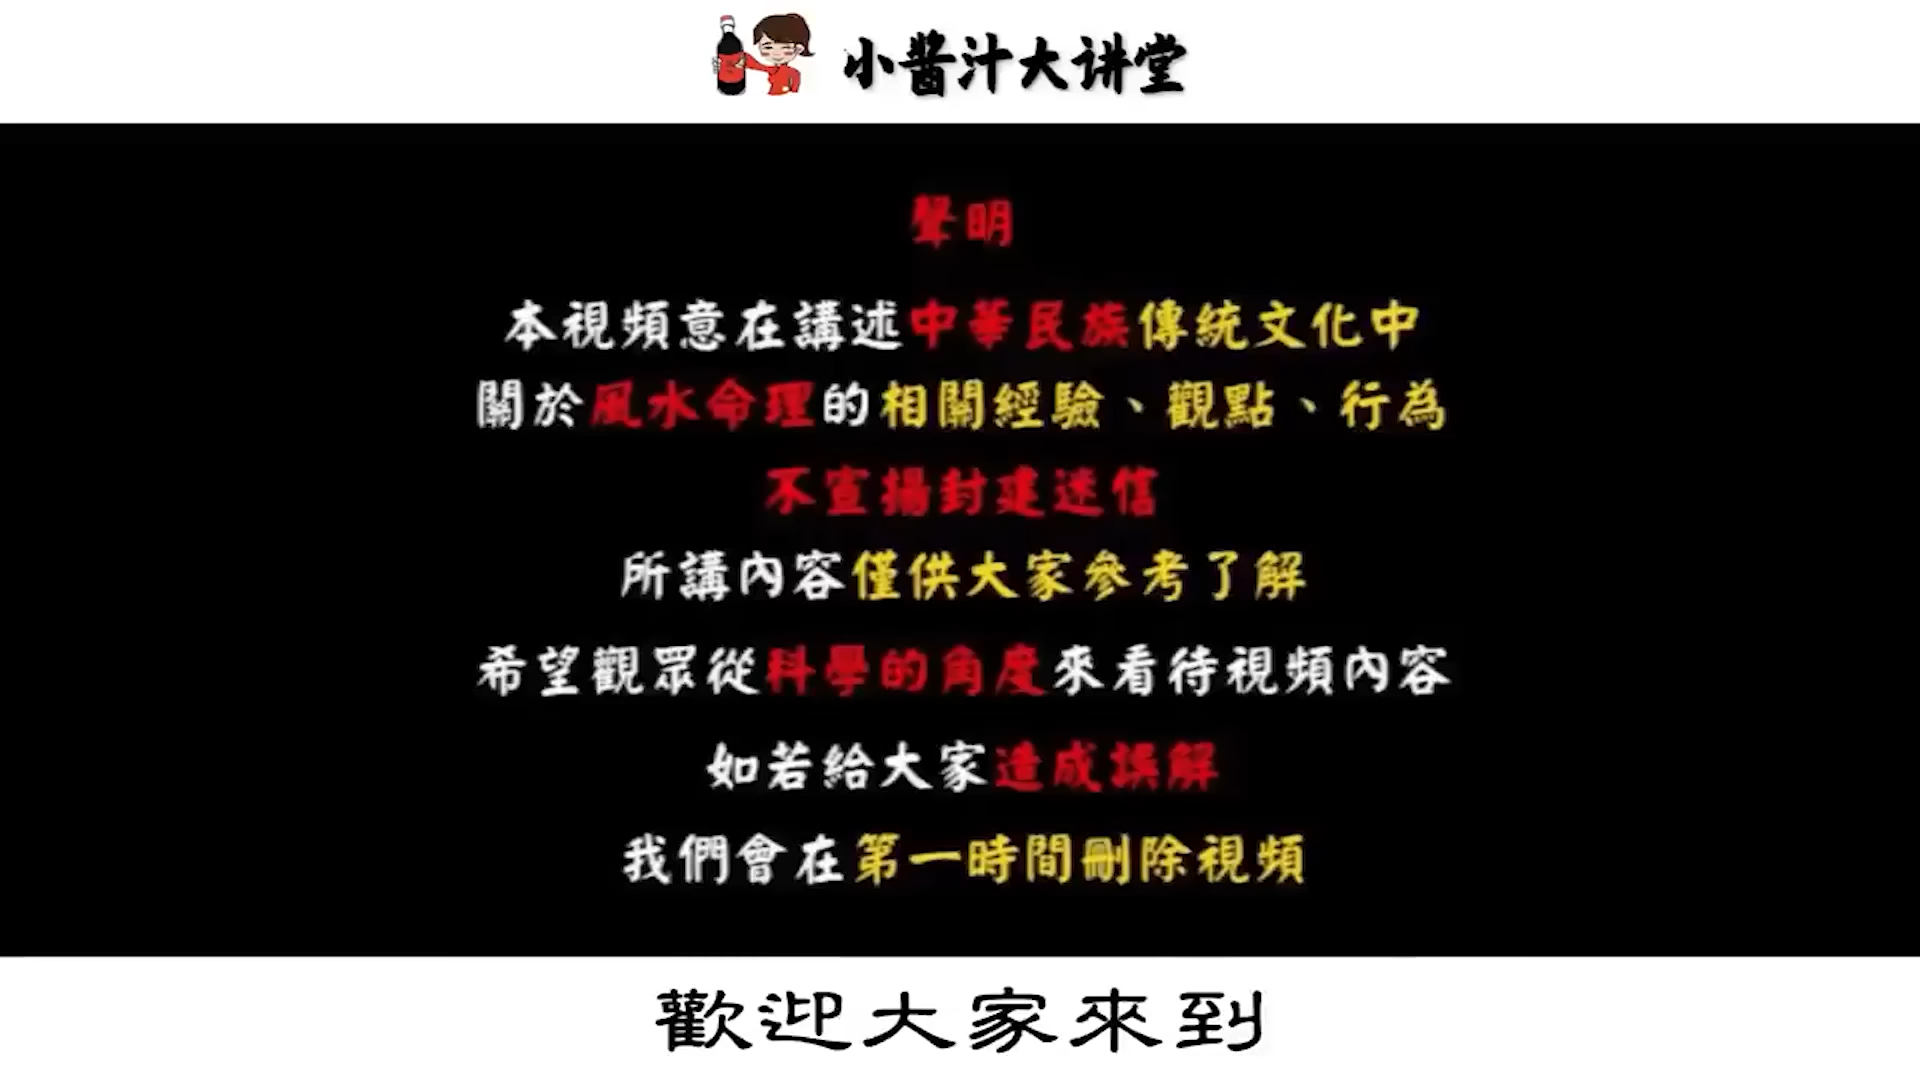 小酱汁大讲堂
聲明
本視頻意在講述中華民族傳統文化中
關於風水命理的相關經驗、觀點、行為
不宣揚封建迷信
所講內容僅供大家參考了解
希望觀眾從科學的角度來看待視頻內容
如若給大家造成誤解
我們會在第一時間刪除視頻
歡迎大家來到